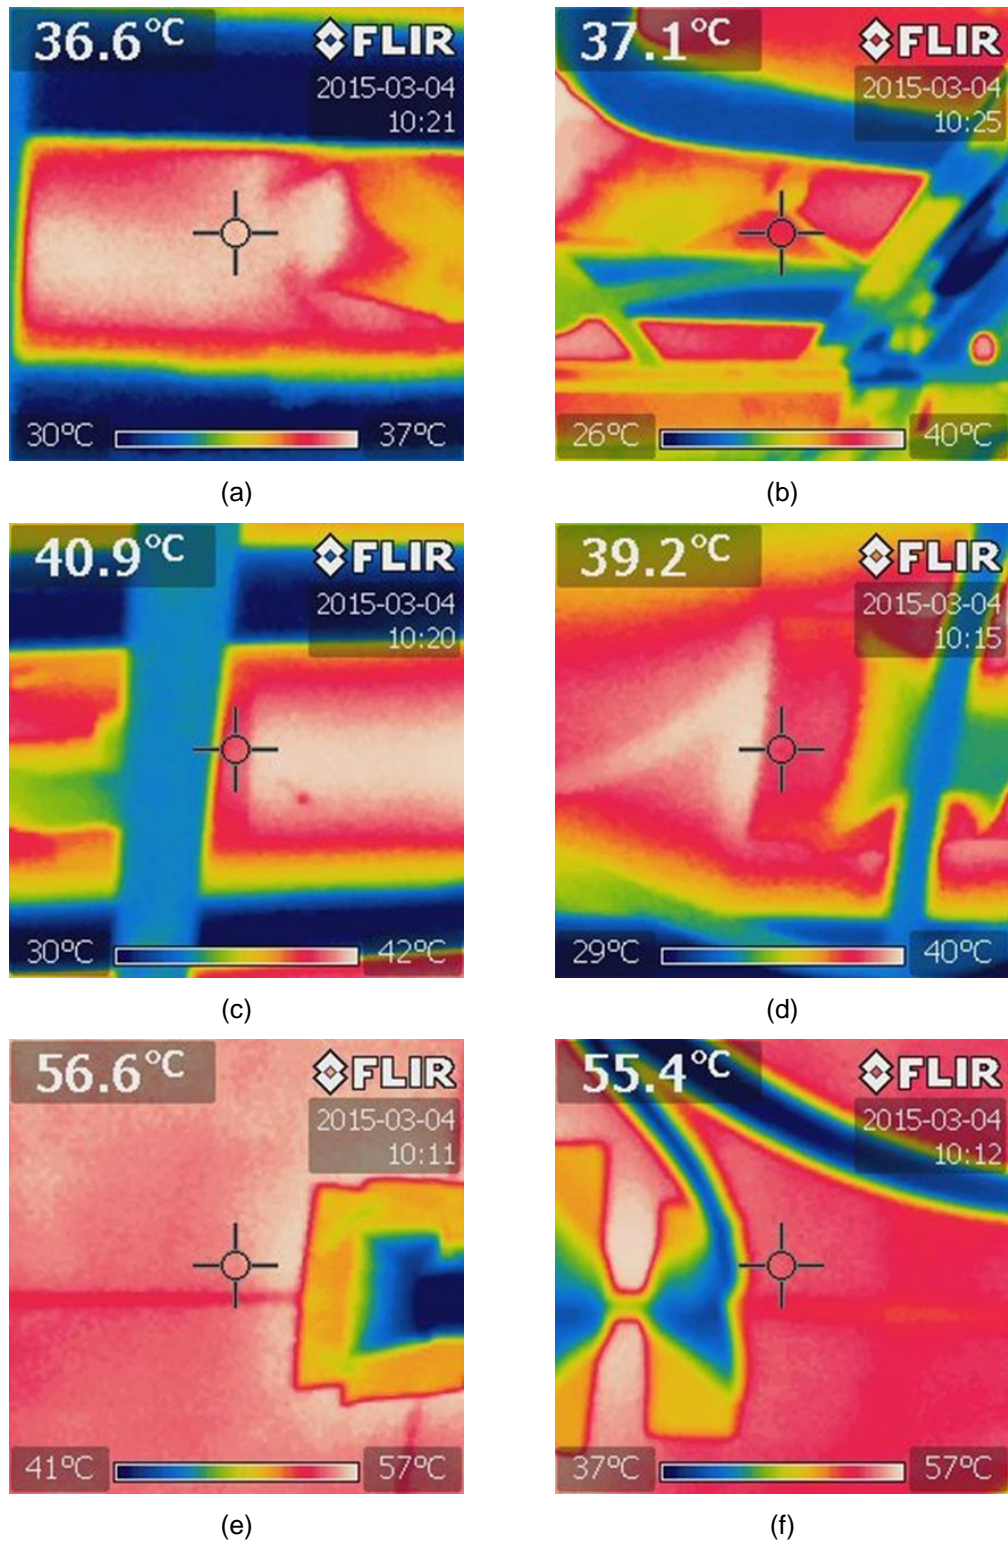 36.6°C FLIR
2015-03-04
10:21
30°C 37°C
(a)
37.1°C FLIR
2015-03-04
10:25
26°C 40°C
(b)
40.9°C FLIR
2015-03-04
10:20
30°C 42°C
(c)
39.2°C FLIR
2015-03-04
10:15
29°C 40°C
(d)
56.6°C FLIR
2015-03-04
10:11
41°C 57°C
(e)
55.4°C FLIR
2015-03-04
10:12
37°C 57°C
(f)